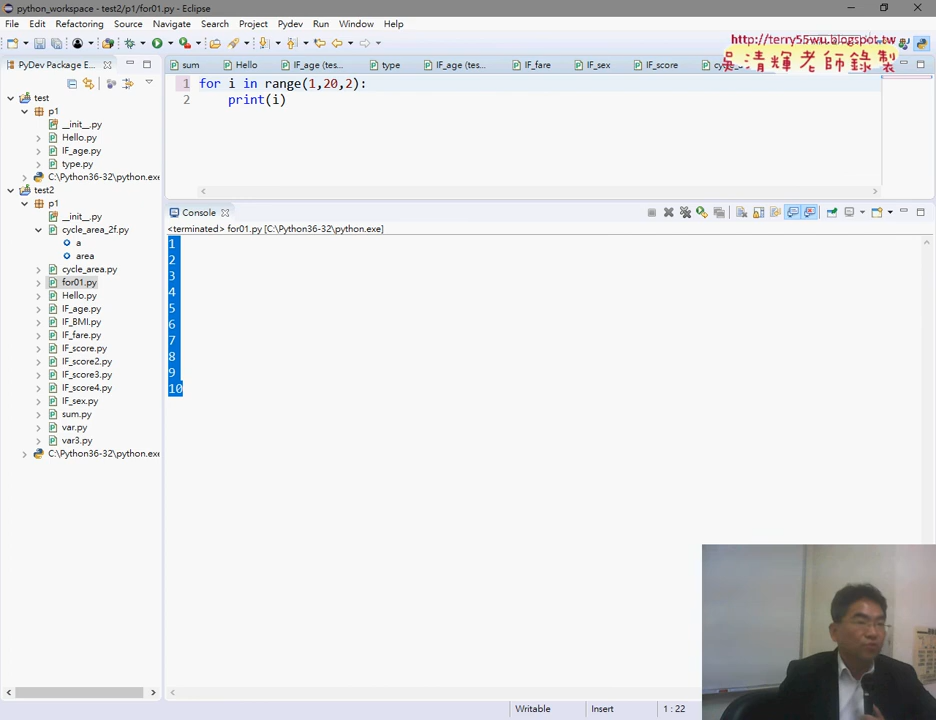 python_workspace - test2/p1/for01.py - Eclipse
File Edit Refactoring Source Navigate Search Project Pydev Run Window Help
http://terry55wu.blogspot.tw
吳清輝老師錄製
PyDev Package E...
sum Hello IF_age (tes... type IF_age (tes... IF_fare IF_sex IF_score
1 for i in range(1,20,2):
2 print(i)
test
p1
__init__.py
Hello.py
IF_age.py
type.py
C:\Python36-32\python.exe
test2
p1
__init__.py
cycle_area_2f.py
a
area
cycle_area.py
for01.py
Hello.py
IF_age.py
IF_BMI.py
IF_fare.py
IF_score.py
IF_score2.py
IF_score3.py
IF_score4.py
IF_sex.py
sum.py
var.py
var3.py
C:\Python36-32\python.exe
Console
<terminated> for01.py [C:\Python36-32\python.exe]
1
2
3
4
5
6
7
8
9
10
Writable Insert 1 : 22